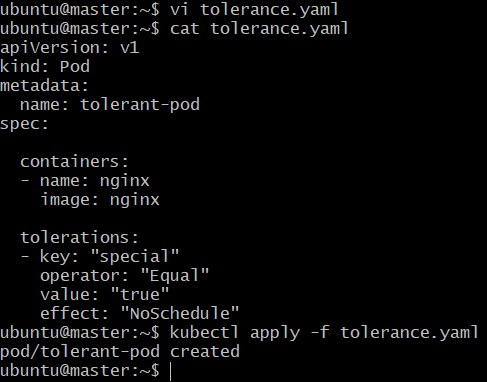 ubuntu@master:~$ vi tolerance.yaml
ubuntu@master:~$ cat tolerance.yaml
apiVersion: v1
kind: Pod
metadata:
  name: tolerant-pod
spec:

  containers:
  - name: nginx
    image: nginx

  tolerations:
  - key: "special"
    operator: "Equal"
    value: "true"
    effect: "NoSchedule"
ubuntu@master:~$ kubectl apply -f tolerance.yaml
pod/tolerant-pod created
ubuntu@master:~$